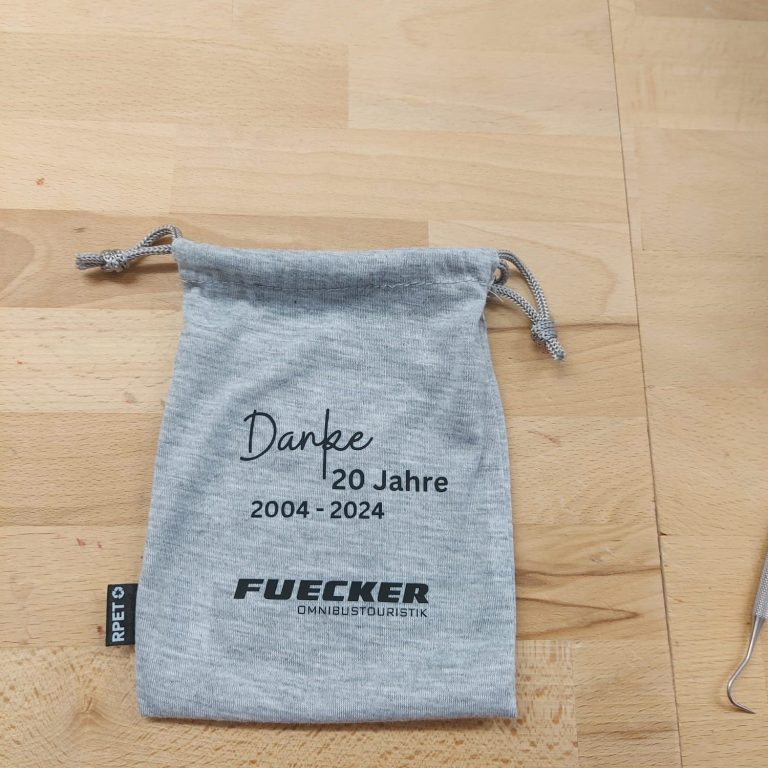 Danke
20 Jahre
2004 - 2024
FUECKER
OMNIBUSTOURISTIK
RPET